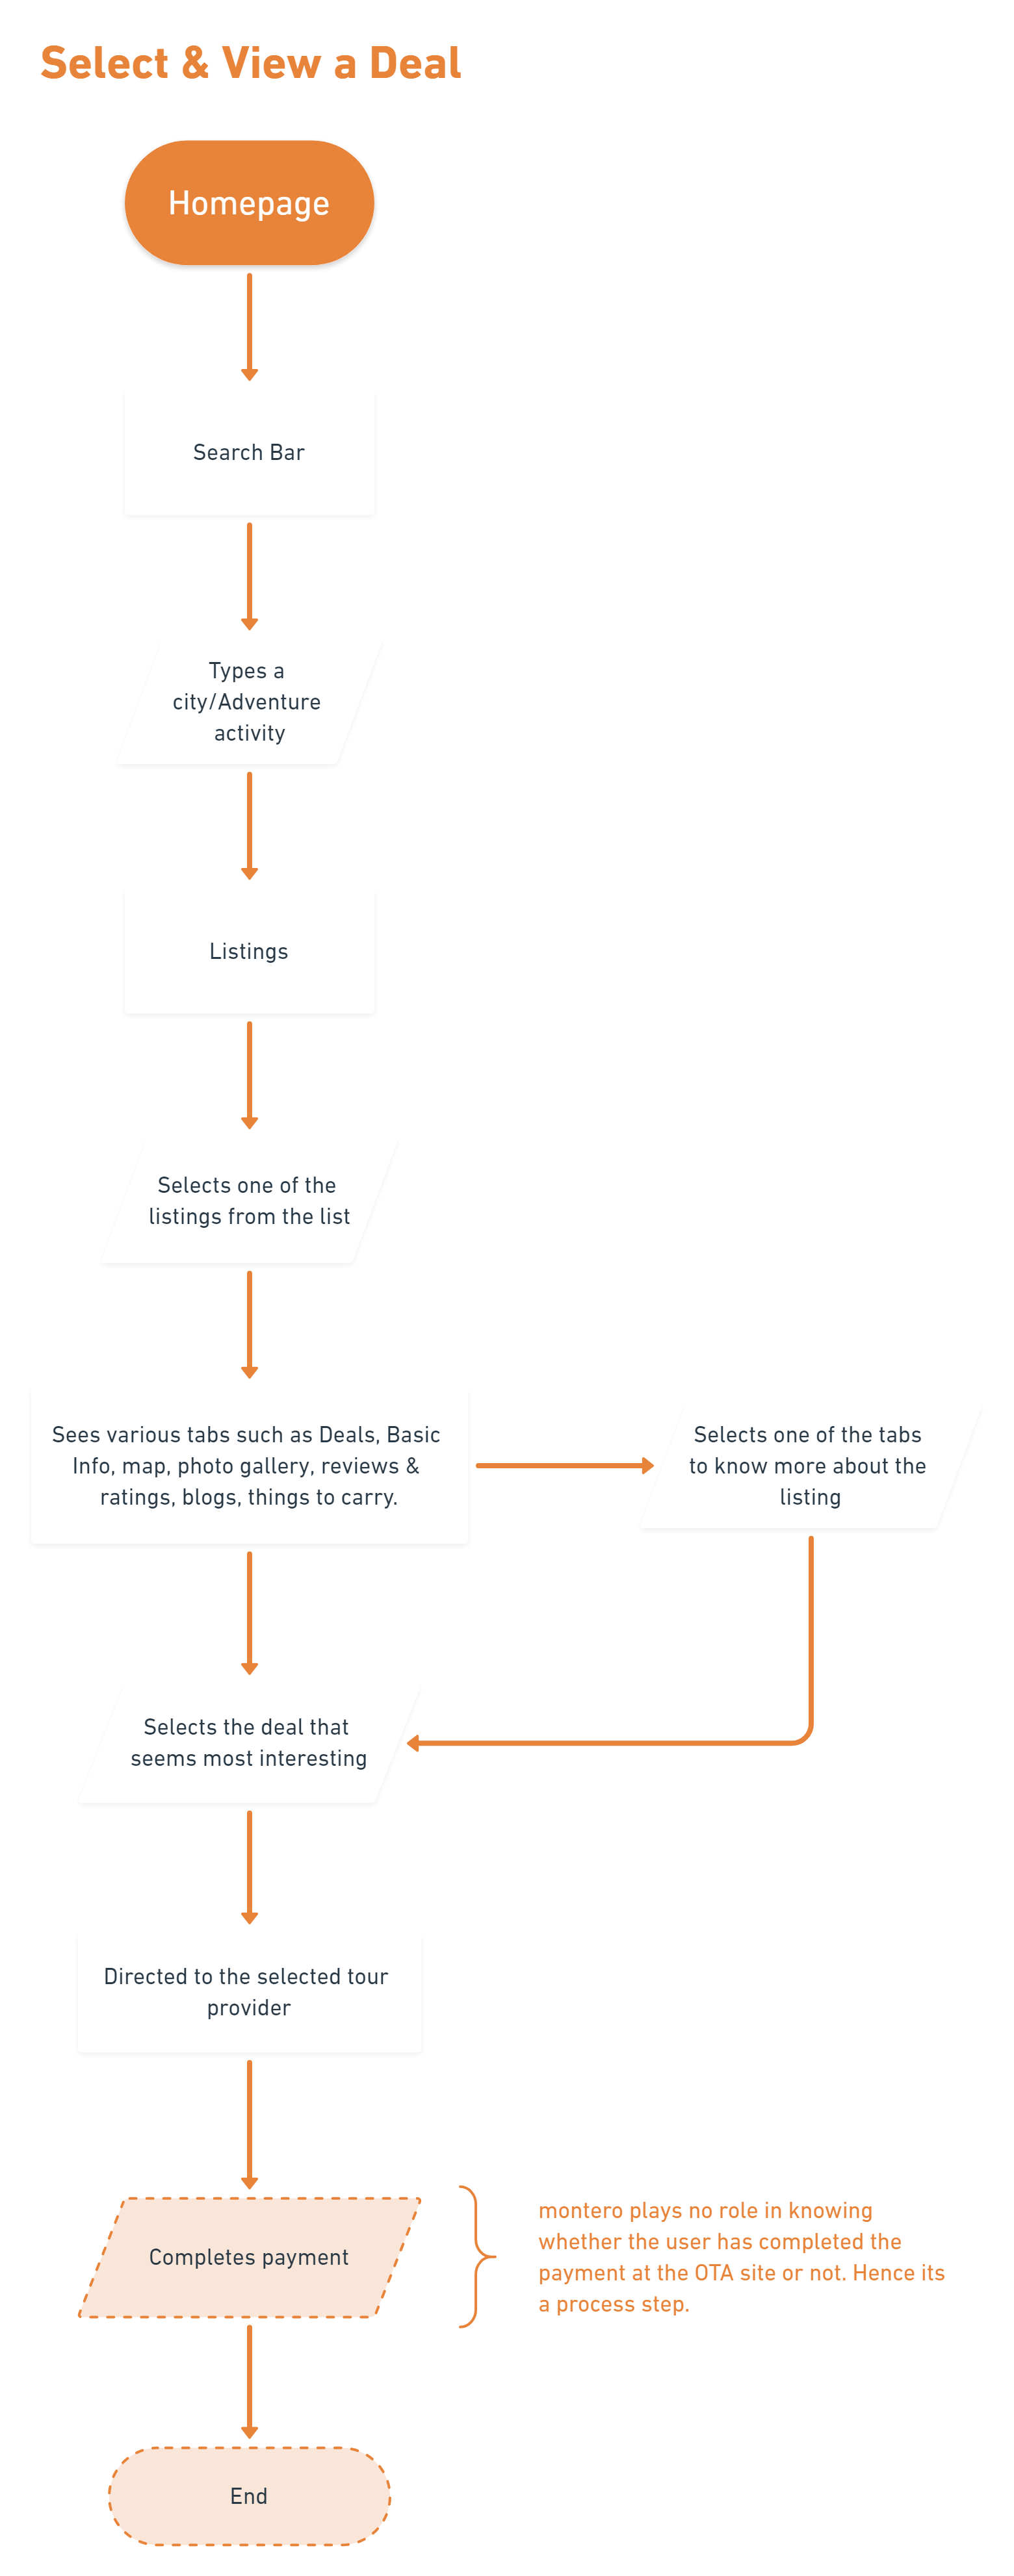 Select & View a Deal
Homepage
Search Bar
Types a
city/Adventure
activity
Listings
Selects one of the
listings from the list
Sees various tabs such as Deals, Basic
Info, map, photo gallery, reviews &
ratings, blogs, things to carry.
Selects one of the tabs
to know more about the
listing
Selects the deal that
seems most interesting
Directed to the selected tour
provider
Completes payment
montero plays no role in knowing
whether the user has completed the
payment at the OTA site or not. Hence its
a process step.
End